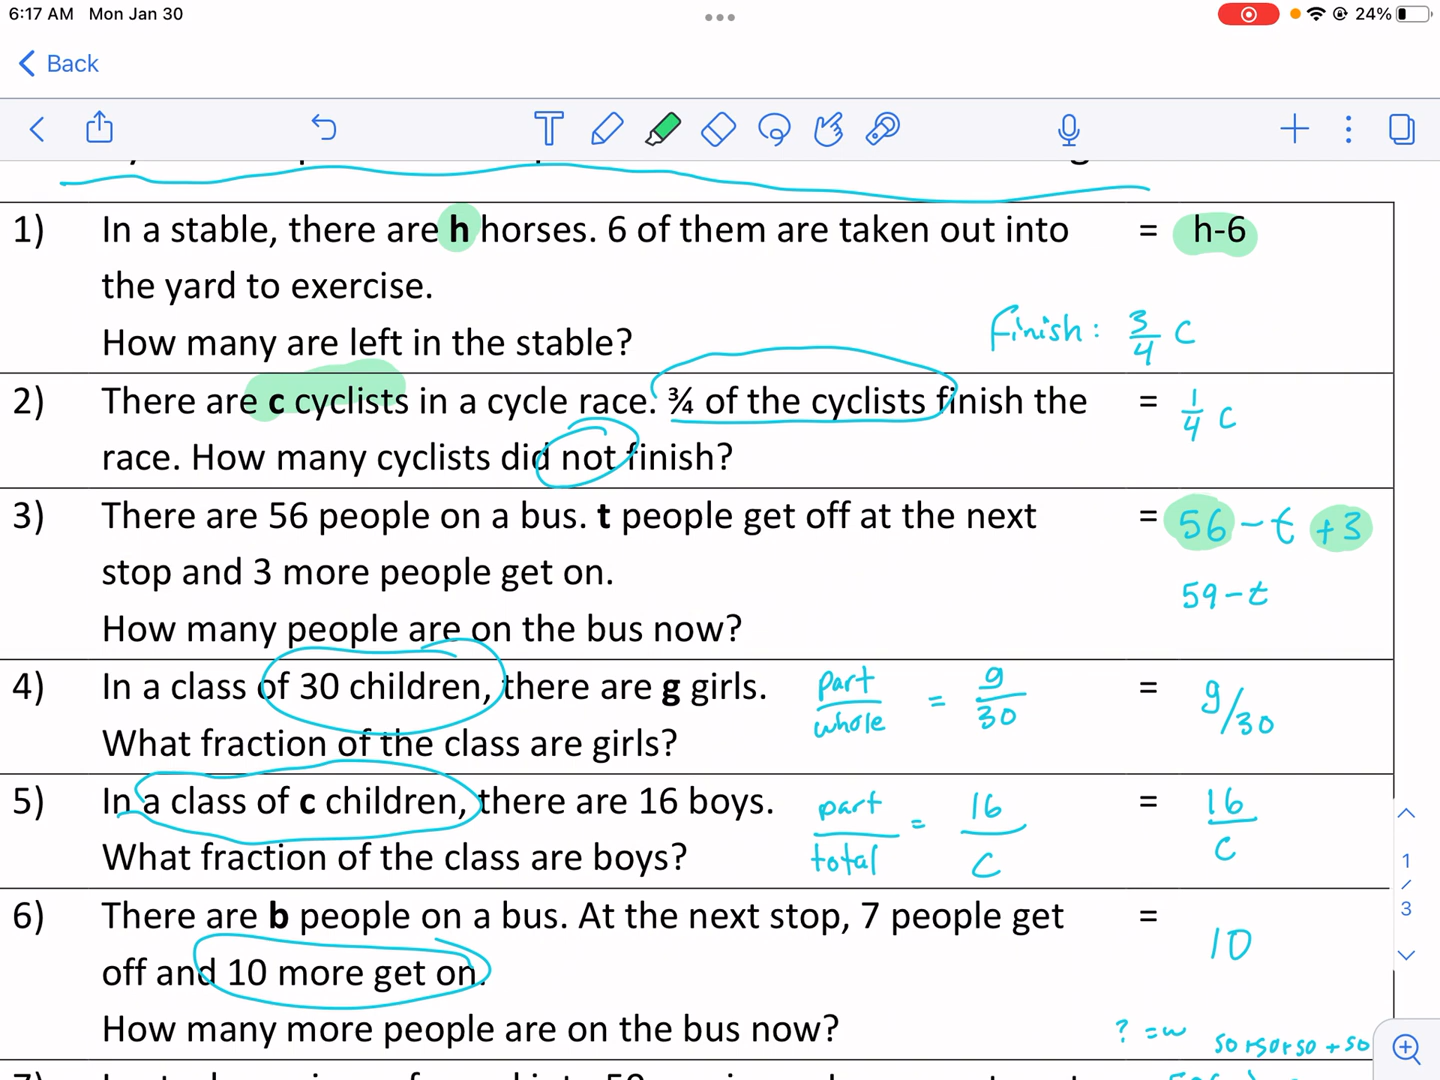 6:17 AM Mon Jan 30
24%
Back
1) In a stable, there are h horses. 6 of them are taken out into = h-6
the yard to exercise.
How many are left in the stable? finish: 3/4 c
2) There are c cyclists in a cycle race. ¾ of the cyclists finish the = 1/4 c
race. How many cyclists did not finish?
3) There are 56 people on a bus. t people get off at the next = 56 - t + 3
stop and 3 more people get on. 59 - t
How many people are on the bus now?
4) In a class of 30 children, there are g girls. part/whole = g/30 = g/30
What fraction of the class are girls?
5) In a class of c children, there are 16 boys. part/total = 16/c = 16/c
What fraction of the class are boys?
1/3
6) There are b people on a bus. At the next stop, 7 people get = 10
off and 10 more get on.
How many more people are on the bus now? ? = w 50+50+50+50